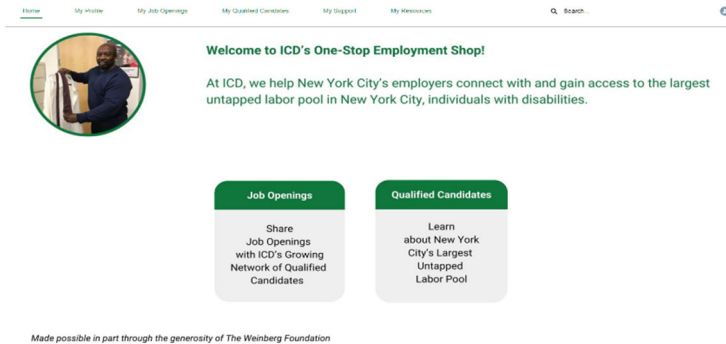 Home My Profile My Job Openings My Qualified Candidates My Support My Resources Search...
Welcome to ICD's One-Stop Employment Shop!
At ICD, we help New York City's employers connect with and gain access to the largest
untapped labor pool in New York City, individuals with disabilities.
Job Openings
Share
Job Openings
with ICD's Growing
Network of Qualified
Candidates
Qualified Candidates
Learn
about New York
City's Largest
Untapped
Labor Pool
Made possible in part through the generosity of The Weinberg Foundation